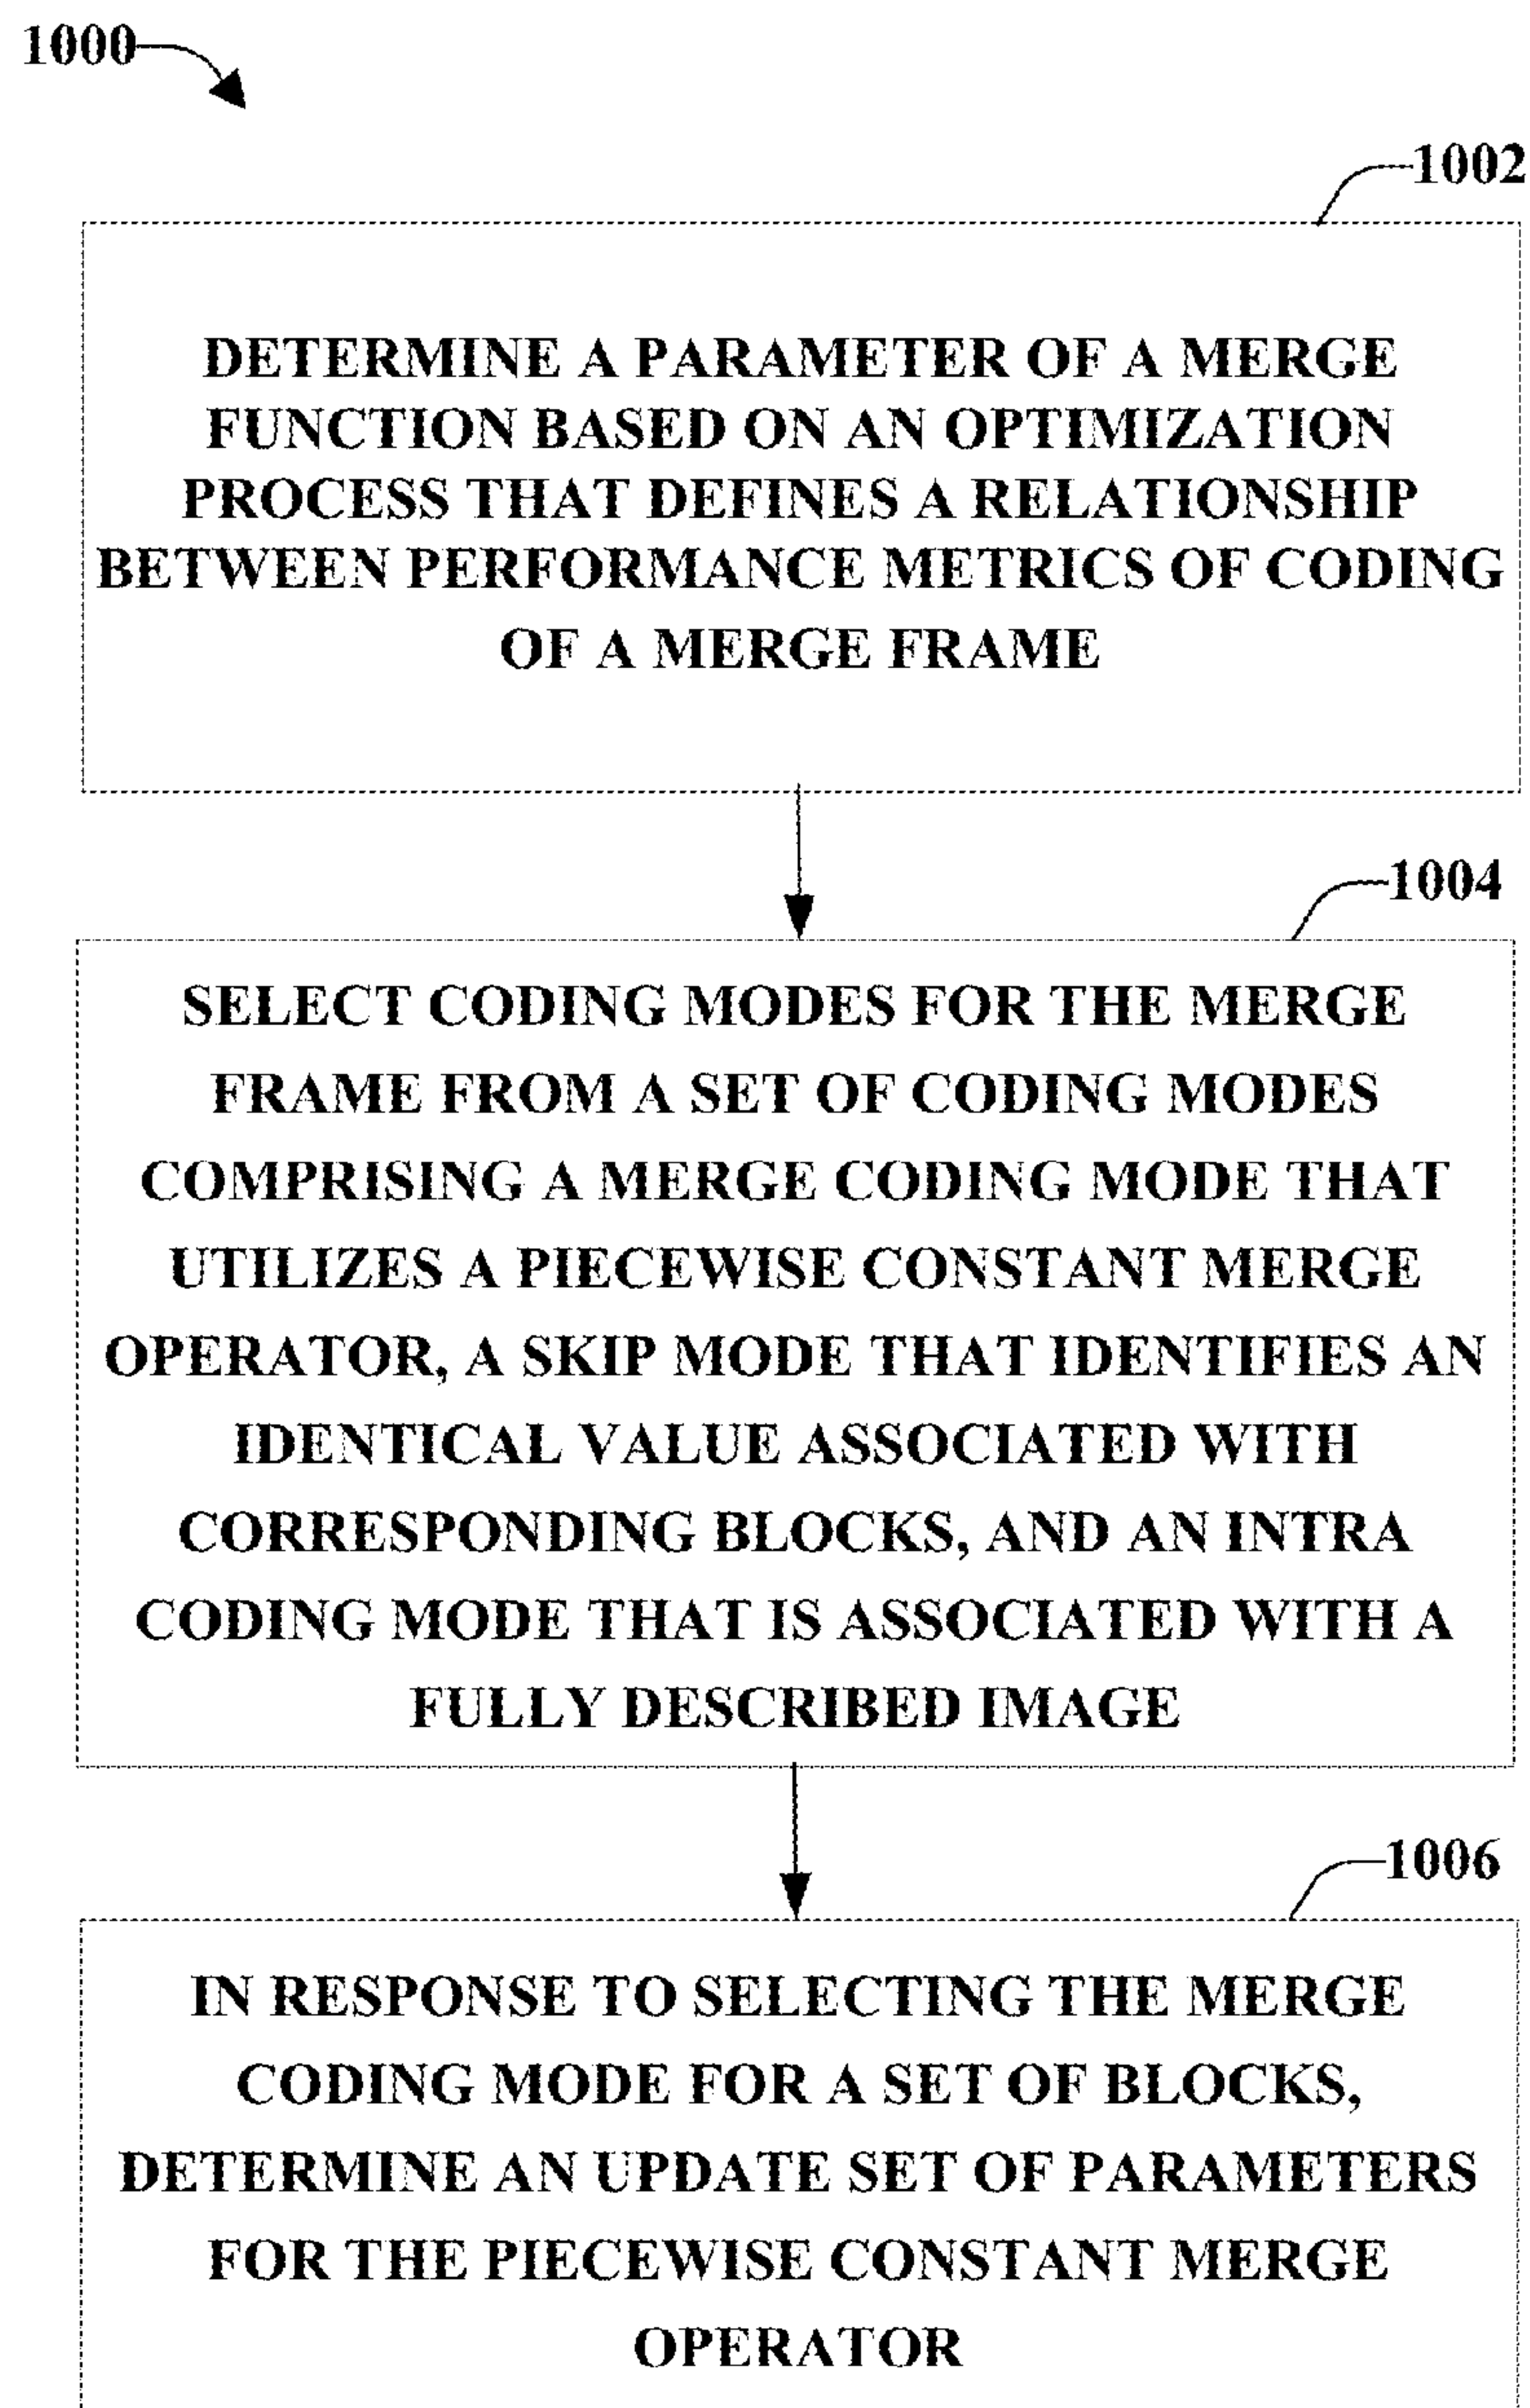 1000
1002
DETERMINE A PARAMETER OF A MERGE
FUNCTION BASED ON AN OPTIMIZATION
PROCESS THAT DEFINES A RELATIONSHIP
BETWEEN PERFORMANCE METRICS OF CODING
OF A MERGE FRAME
1004
SELECT CODING MODES FOR THE MERGE
FRAME FROM A SET OF CODING MODES
COMPRISING A MERGE CODING MODE THAT
UTILIZES A PIECEWISE CONSTANT MERGE
OPERATOR, A SKIP MODE THAT IDENTIFIES AN
IDENTICAL VALUE ASSOCIATED WITH
CORRESPONDING BLOCKS, AND AN INTRA
CODING MODE THAT IS ASSOCIATED WITH A
FULLY DESCRIBED IMAGE
1006
IN RESPONSE TO SELECTING THE MERGE
CODING MODE FOR A SET OF BLOCKS,
DETERMINE AN UPDATE SET OF PARAMETERS
FOR THE PIECEWISE CONSTANT MERGE
OPERATOR